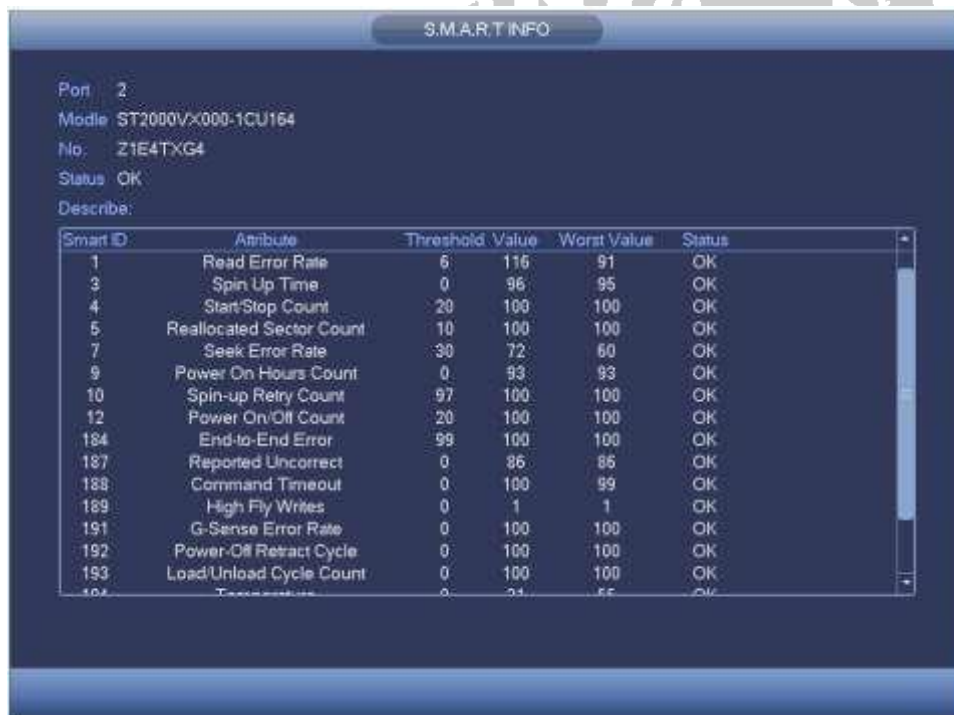 S.M.A.R.T INFO
Port 2
Modle ST2000VX000-1CU164
No. Z1E4TXG4
Status OK
Describe:
Smart ID Attribute Threshold Value Worst Value Status
1 Read Error Rate 6 116 91 OK
3 Spin Up Time 0 96 95 OK
4 Start/Stop Count 20 100 100 OK
5 Reallocated Sector Count 10 100 100 OK
7 Seek Error Rate 30 72 60 OK
9 Power On Hours Count 0 93 93 OK
10 Spin-up Retry Count 97 100 100 OK
12 Power On/Off Count 20 100 100 OK
184 End-to-End Error 99 100 100 OK
187 Reported Uncorrect 0 86 86 OK
188 Command Timeout 0 100 99 OK
189 High Fly Writes 0 1 1 OK
191 G-Sense Error Rate 0 100 100 OK
192 Power-Off Retract Cycle 0 100 100 OK
193 Load/Unload Cycle Count 0 100 100 OK
194 Temperature 0 OK